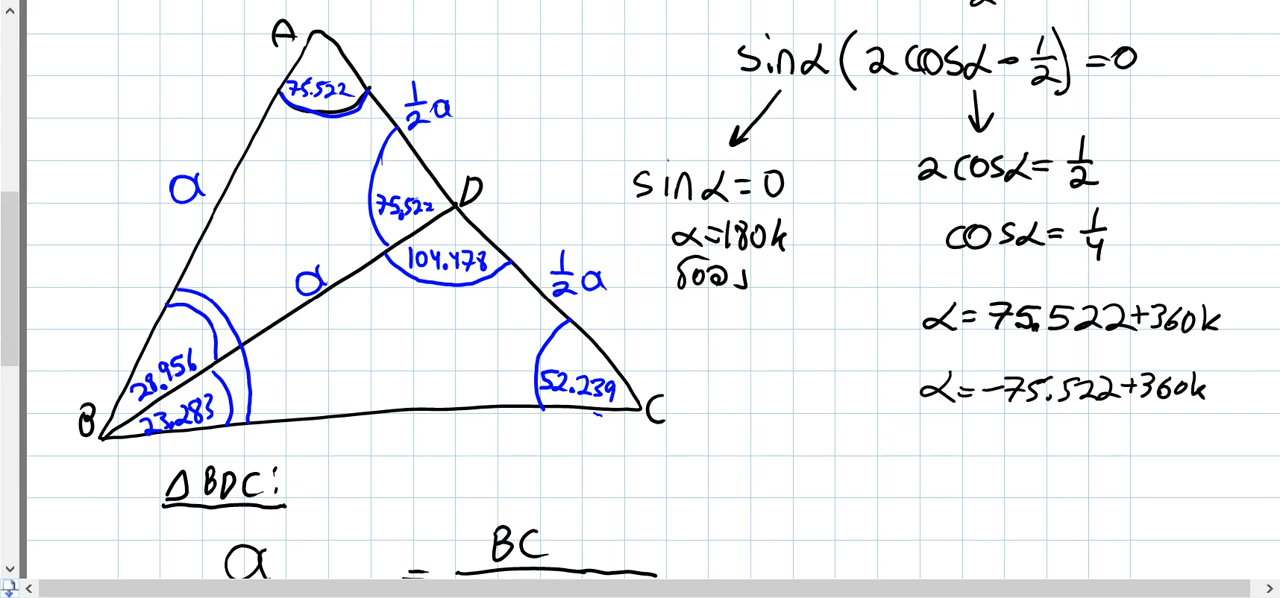 A
75.522
1/2 a
a
D
75.522
104.478
a
1/2 a
28.956
23.283
52.239
B
C
ΔBDC:
a = BC
sinα(2cosα - 1/2) = 0
sinα = 0
α = 180k
2cosα = 1/2
cosα = 1/4
α = 75.522 + 360k
α = -75.522 + 360k